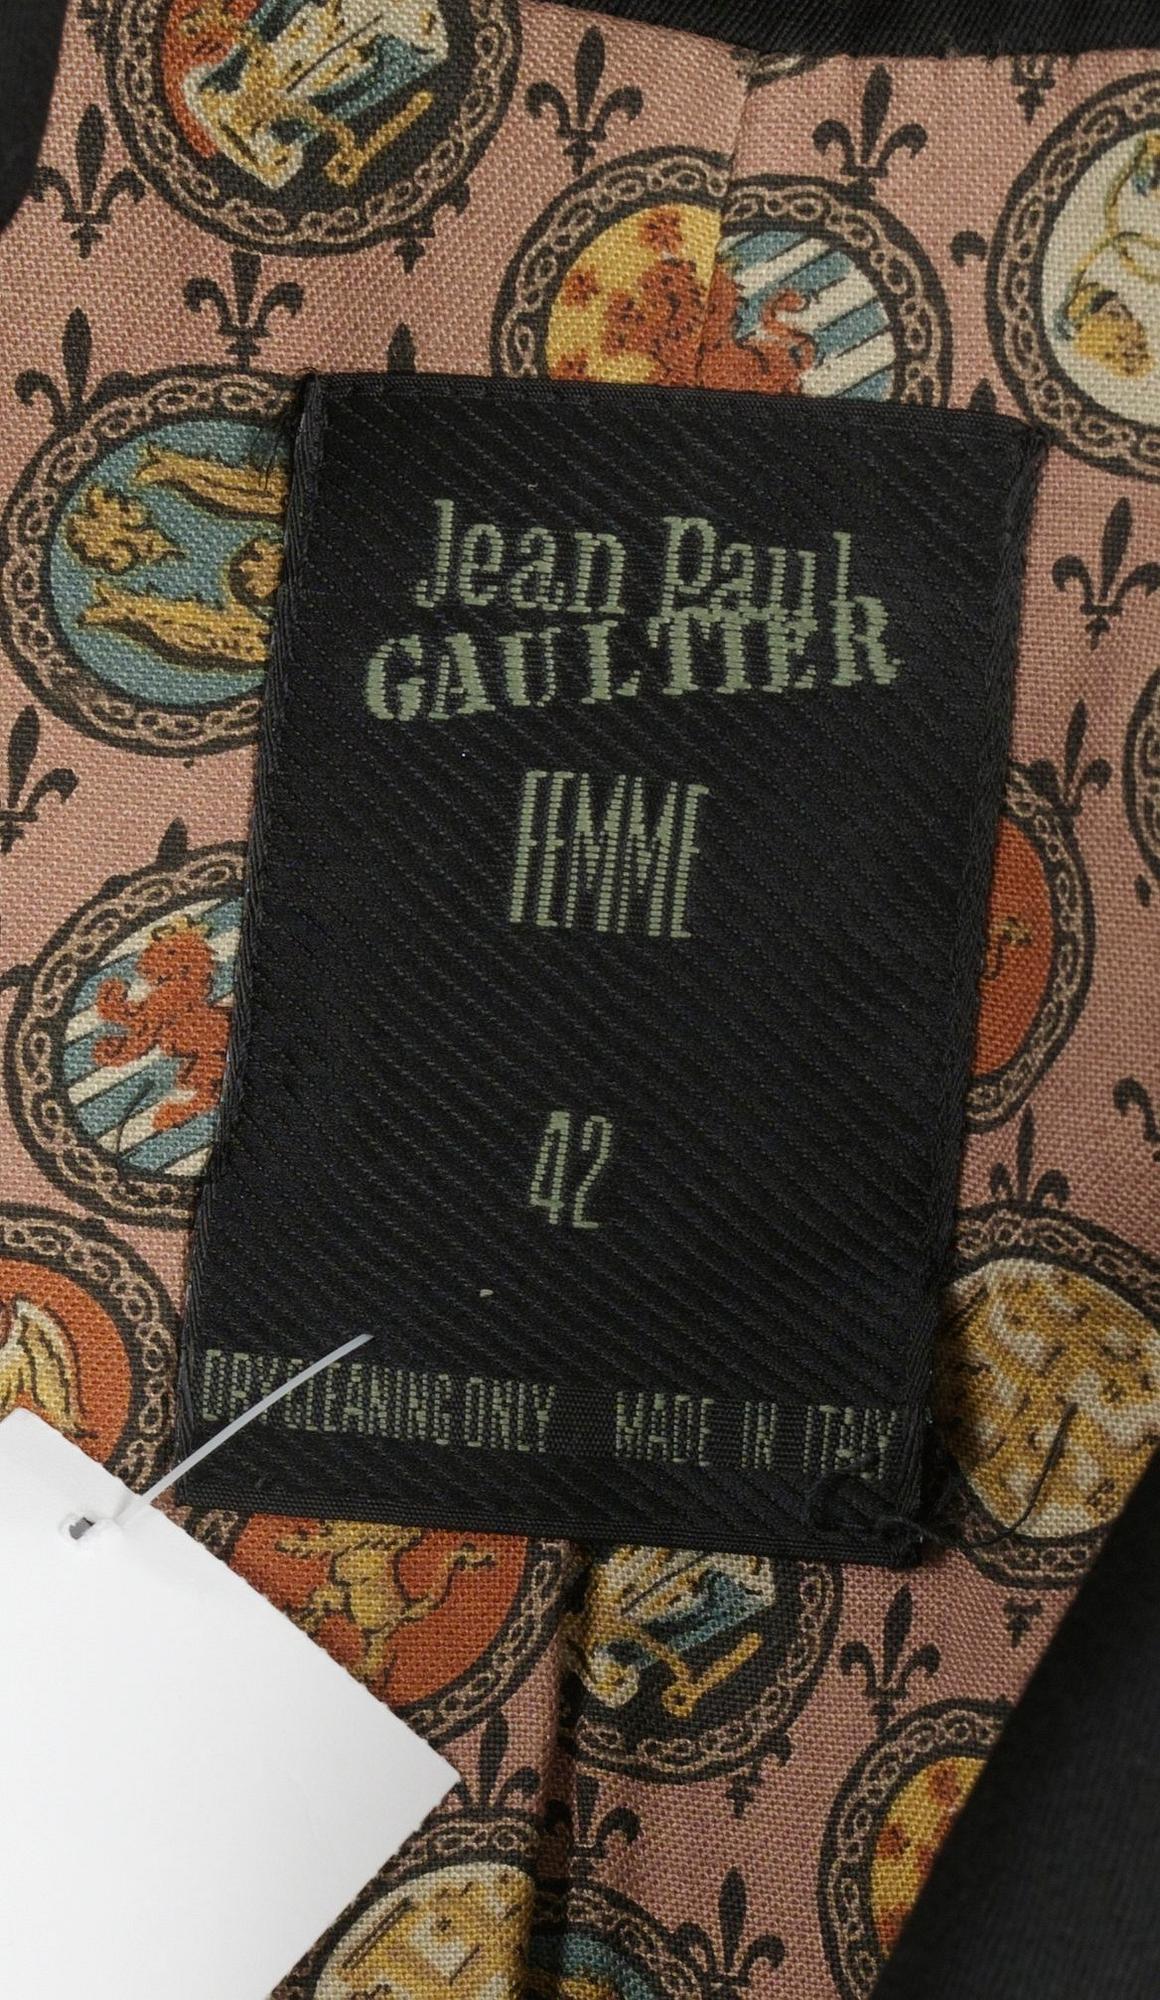 Jean Paul
GAULTIER
FEMME
42
DRY CLEANING ONLY MADE IN ITALY